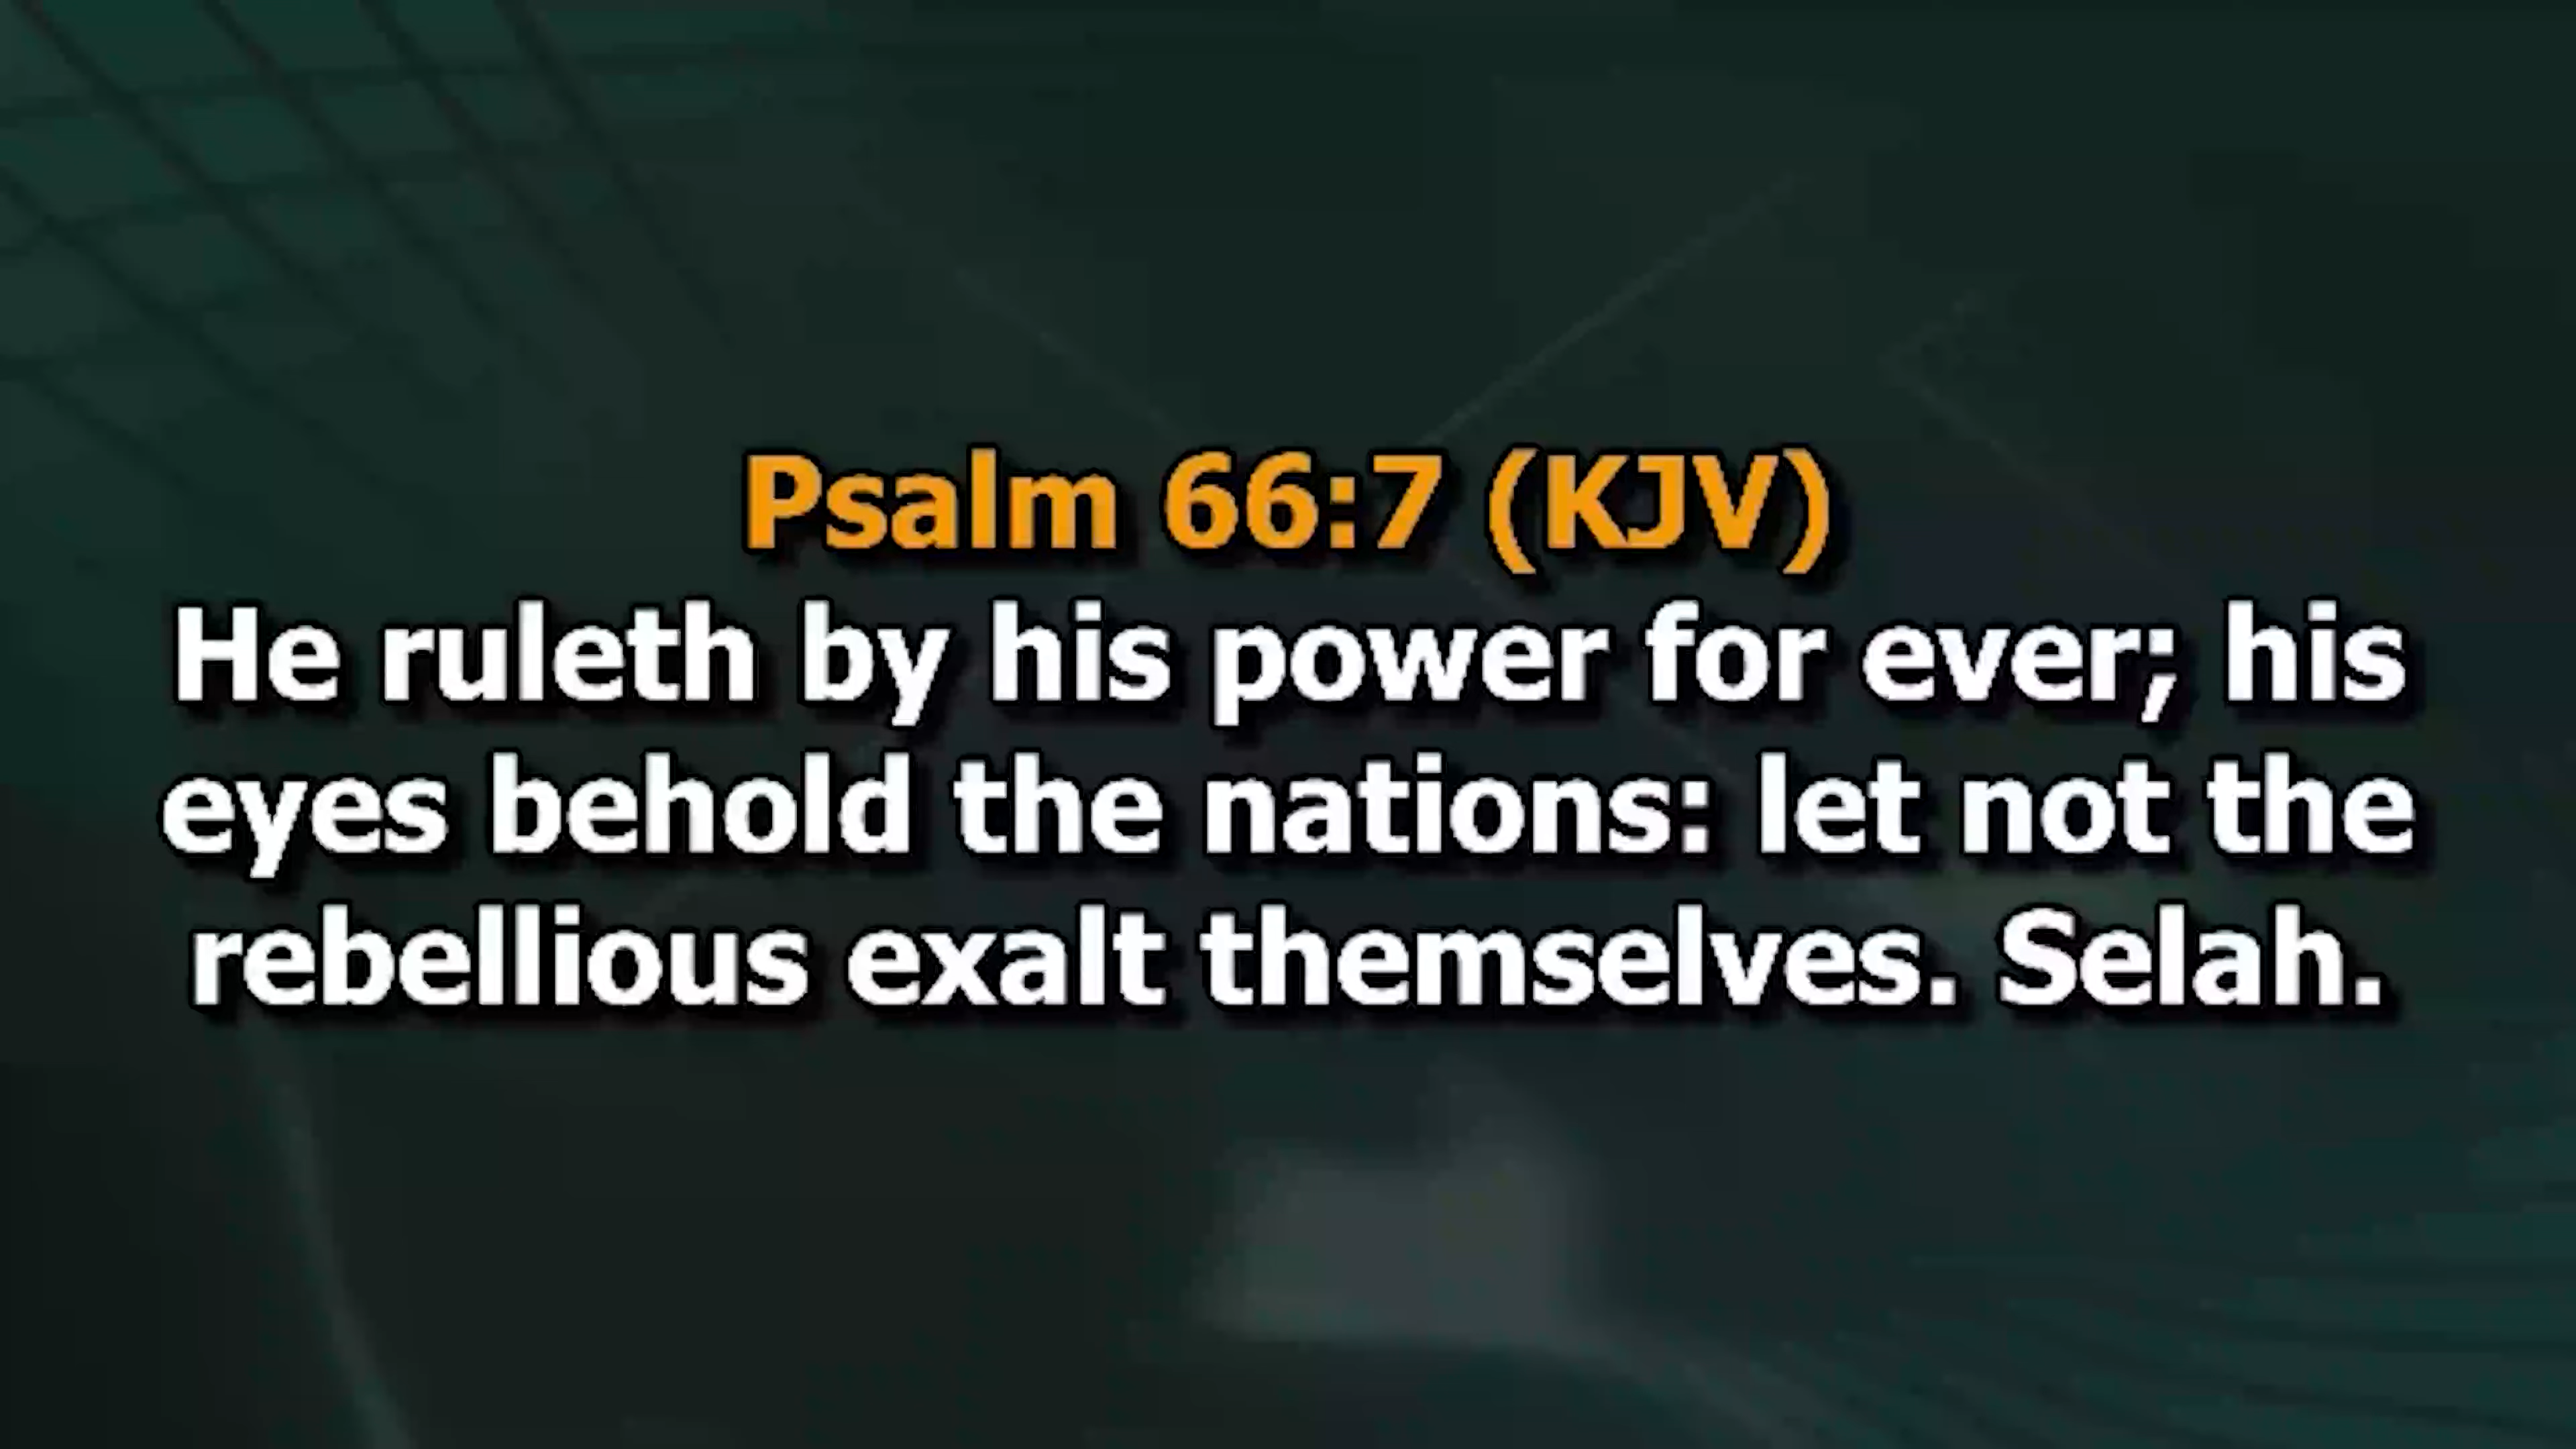 Psalm 66:7 (KJV)
He ruleth by his power for ever; his
eyes behold the nations: let not the
rebellious exalt themselves. Selah.